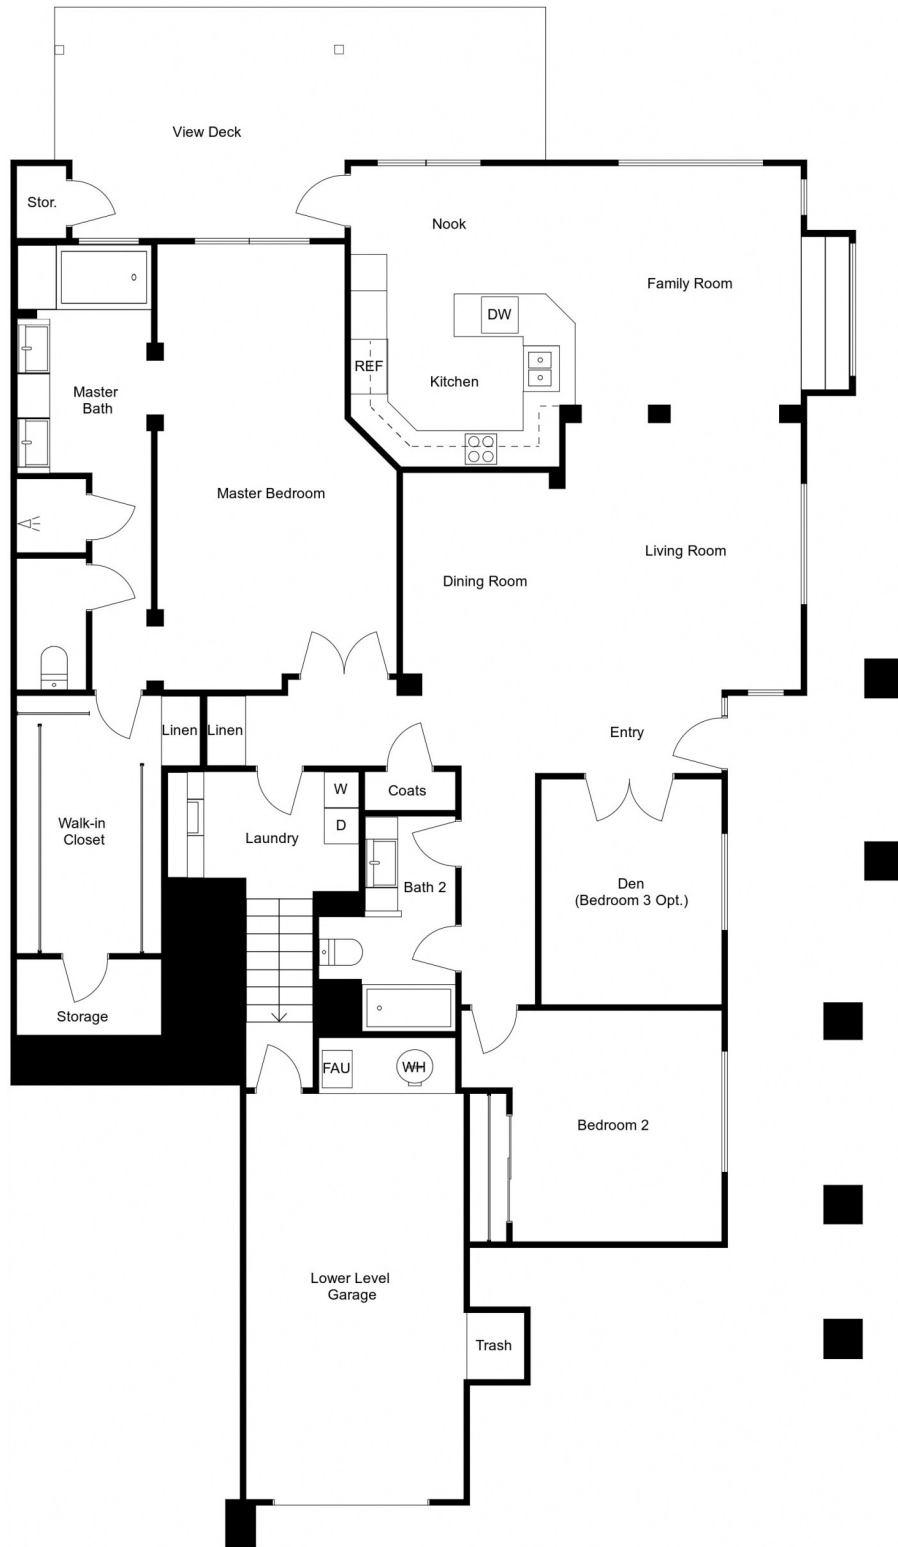 View Deck
Stor.
Nook
Family Room
DW
REF
Kitchen
Master
Bath
Master Bedroom
Living Room
Dining Room
Linen
Linen
Entry
W
Coats
D
Walk-in
Closet
Laundry
Bath 2
Den
(Bedroom 3 Opt.)
Storage
FAU
WH
Bedroom 2
Lower Level
Garage
Trash